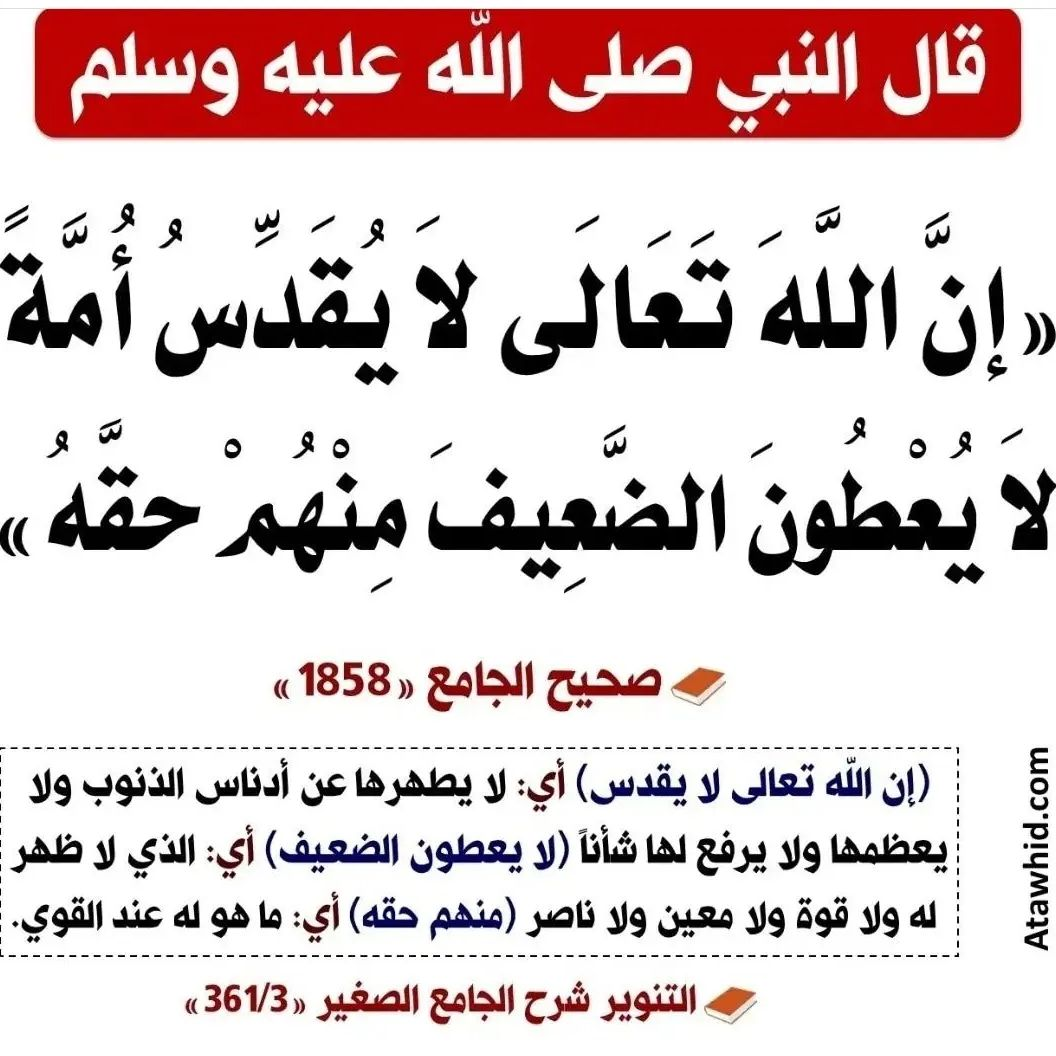 قال النبي صلى الله عليه وسلم
«إِنَّ اللَّهَ تَعَالَى لاَ يُقَدِّسُ أُمَّةً
لاَ يُعْطُونَ الضَّعِيفَ مِنْهُمْ حقَّهُ»
صحيح الجامع «1858»
(إن الله تعالى لا يقدس) أي: لا يطهرها عن أدناس الذنوب ولا
يعظمها ولا يرفع لها شأناً (لا يعطون الضعيف) أي: الذي لا ظهر
له ولا قوة ولا معين ولا ناصر (منهم حقه) أي: ما هو له عند القوي.
التنوير شرح الجامع الصغير «361/3»
Atawhid.com